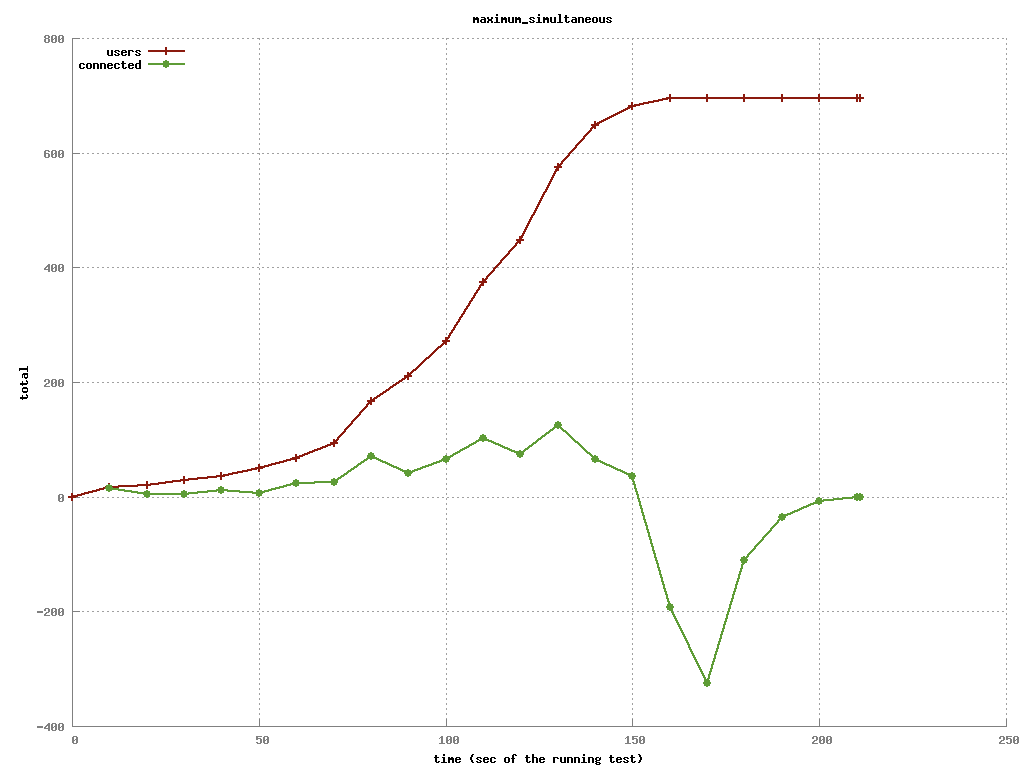 maximum_simultaneous
800
users
connected
600
400
200
total
0
-200
-400
0 50 100 150 200 250
time (sec of the running test)